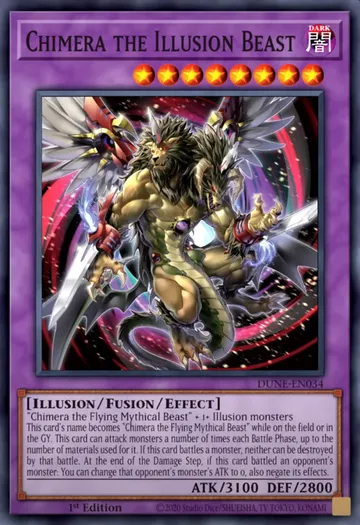 CHIMERA THE ILLUSION BEAST
DARK
闇
DUNE-EN034
[ILLUSION/FUSION/EFFECT]
"Chimera the Flying Mythical Beast" + 1+ Illusion monsters
This card's name becomes "Chimera the Flying Mythical Beast" while on the field or in
the GY. This card can attack monsters a number of times each Battle Phase, up to the
number of materials used for it. If this card battles a monster, neither can be destroyed
by that battle. At the end of the Damage Step, if this card battled an opponent's
monster: You can change that opponent's monster's ATK to 0, also negate its effects.
ATK/3100 DEF/2800
1st Edition
©2020 Studio Dice/SHUEISHA, TV TOKYO, KONAMI